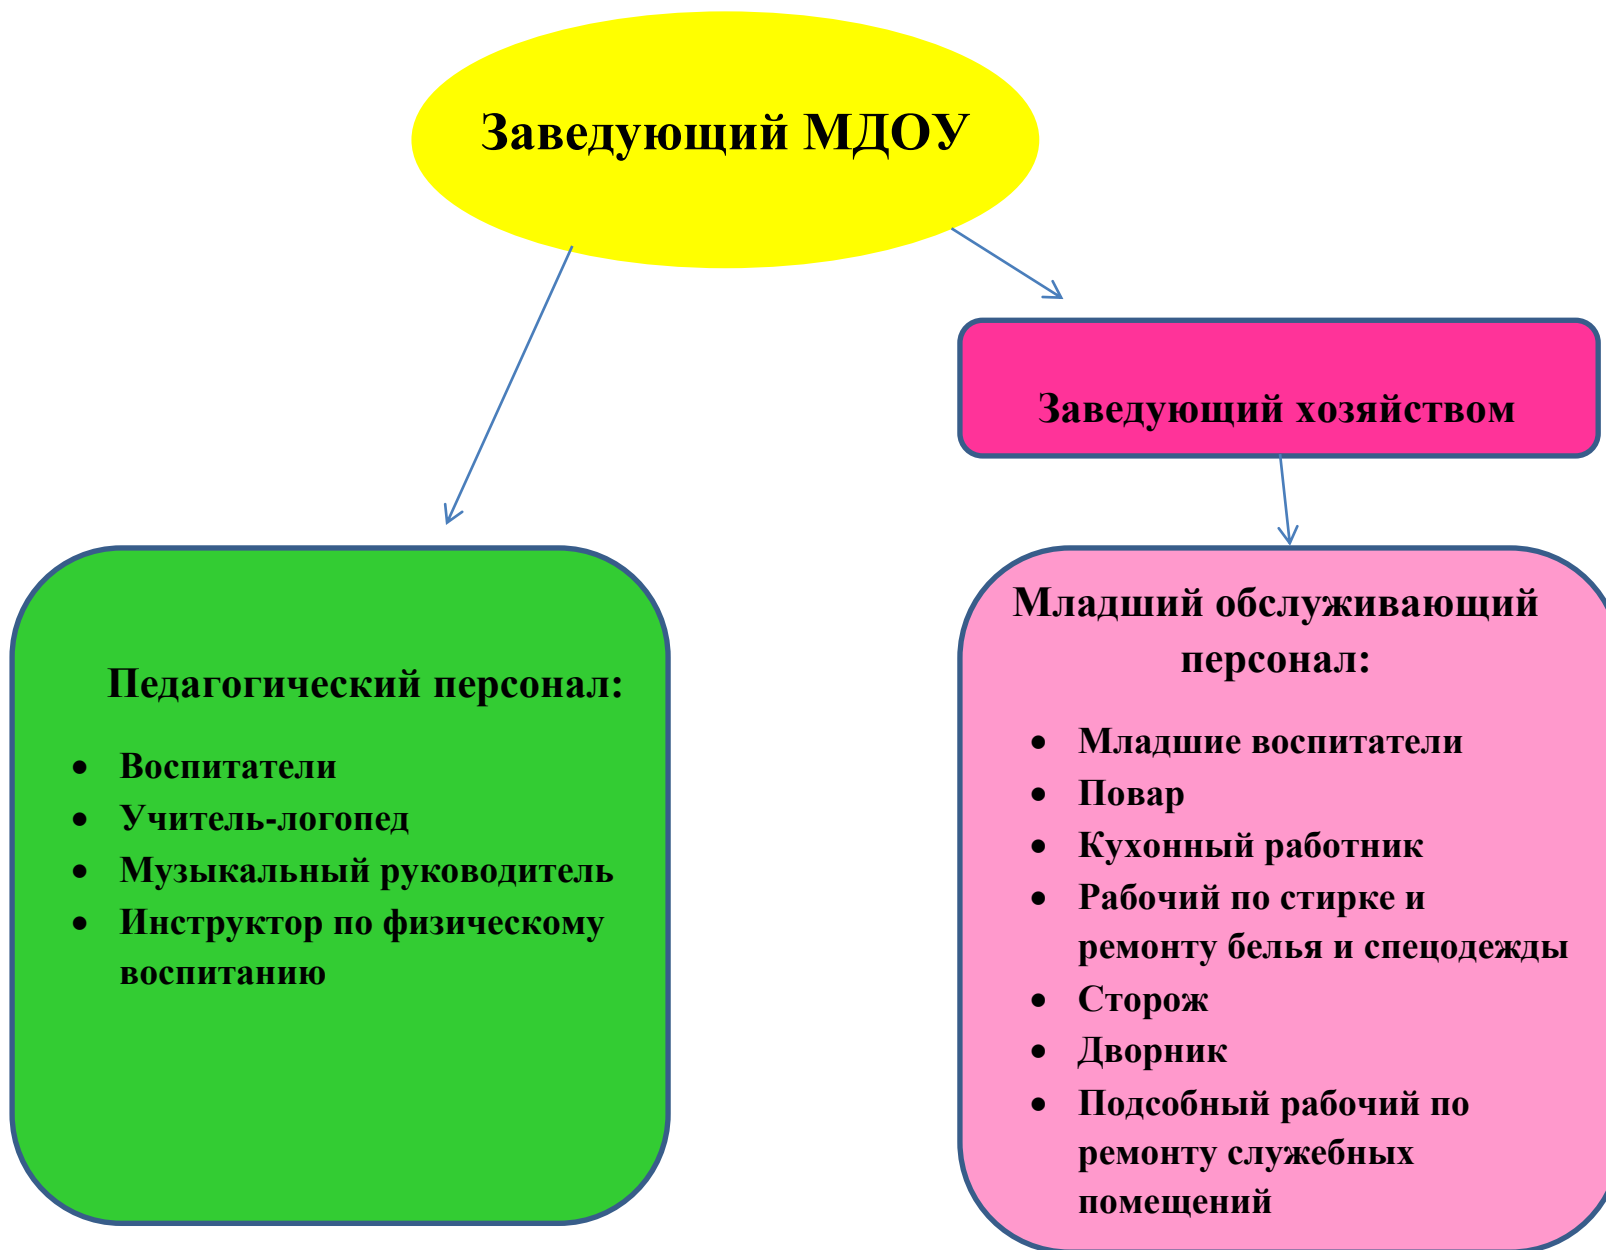 Заведующий МДОУ
Заведующий хозяйством
Педагогический персонал:
• Воспитатели
• Учитель-логопед
• Музыкальный руководитель
• Инструктор по физическому
воспитанию
Младший обслуживающий
персонал:
• Младшие воспитатели
• Повар
• Кухонный работник
• Рабочий по стирке и
ремонту белья и спецодежды
• Сторож
• Дворник
• Подсобный рабочий по
ремонту служебных
помещений